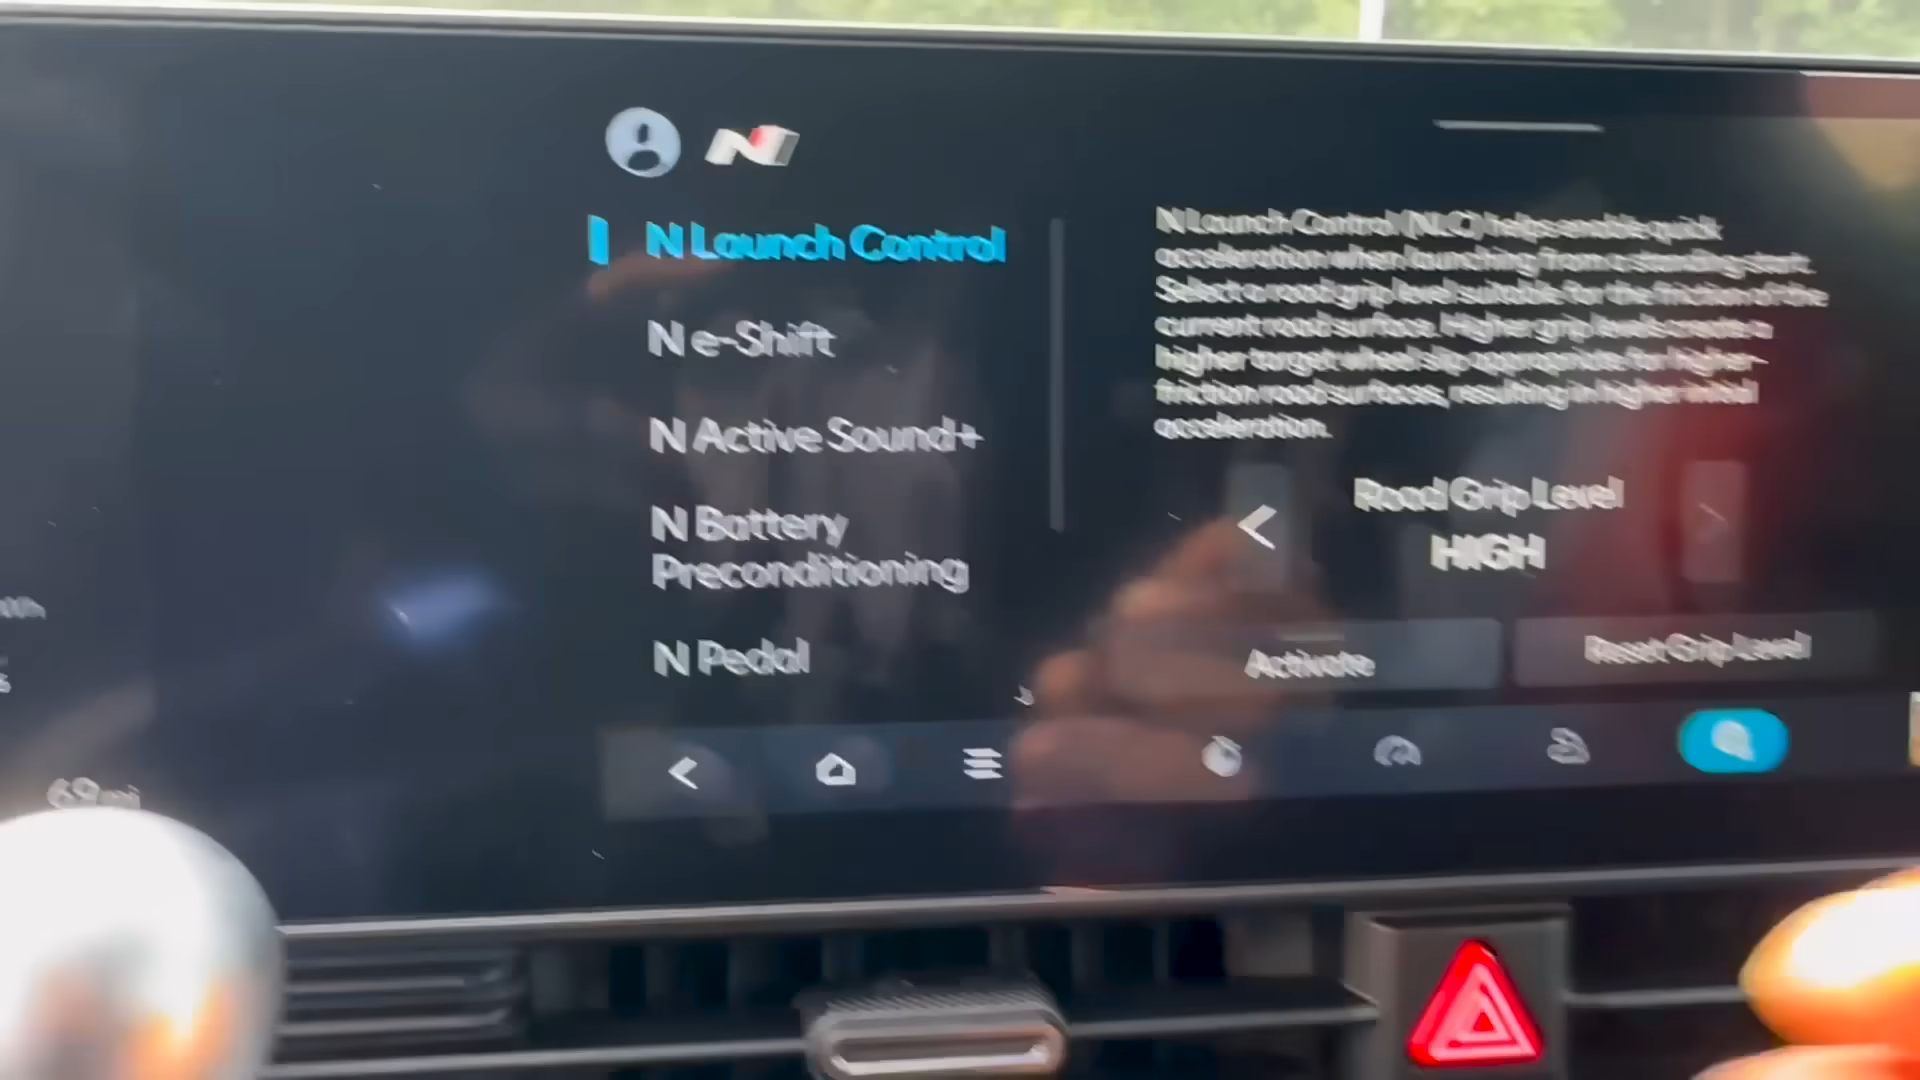 N Launch Control
N e-Shift
N Active Sound+
N Battery
Preconditioning
N Pedal
N Launch Control (NLC) helps enable quick
acceleration when launching from a standing start.
Select a road grip level suitable for the friction of the
current road surface. Higher grip levels create a
higher target wheel slip appropriate for higher-
friction road surfaces, resulting in higher initial
acceleration.
Road Grip Level
HIGH
Activate
Reset Grip Level
69 mi